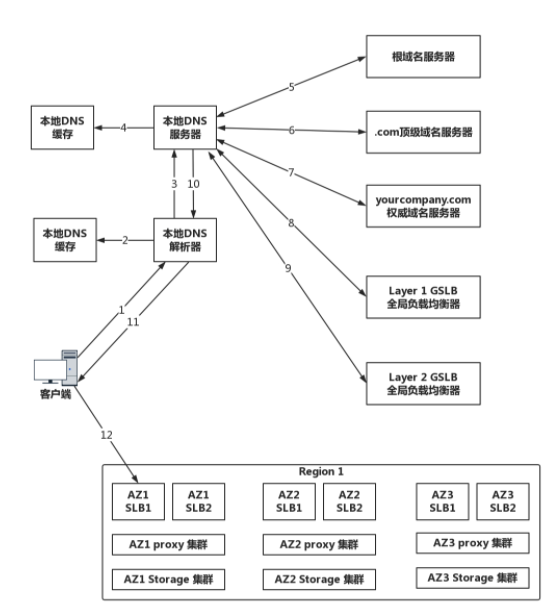 根域名服务器
5
本地DNS
缓存
4
本地DNS
服务器
6
.com顶级域名服务器
7
3
10
yourcompany.com
权威域名服务器
8
本地DNS
缓存
2
本地DNS
解析器
9
Layer 1 GSLB
全局负载均衡器
1
11
客户端
Layer 2 GSLB
全局负载均衡器
12
Region 1
AZ1
SLB1
AZ1
SLB2
AZ2
SLB1
AZ2
SLB2
AZ3
SLB1
AZ3
SLB2
AZ1 proxy 集群
AZ2 proxy 集群
AZ3 proxy 集群
AZ1 Storage 集群
AZ2 Storage 集群
AZ3 Storage 集群